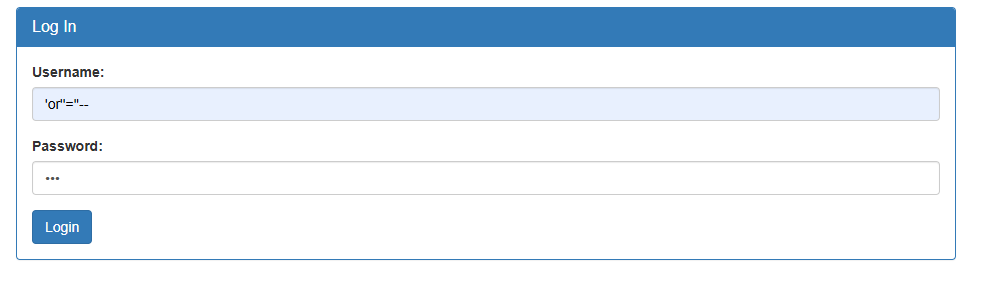 Log In
Username:
'or''=''--
Password:
•••
Login